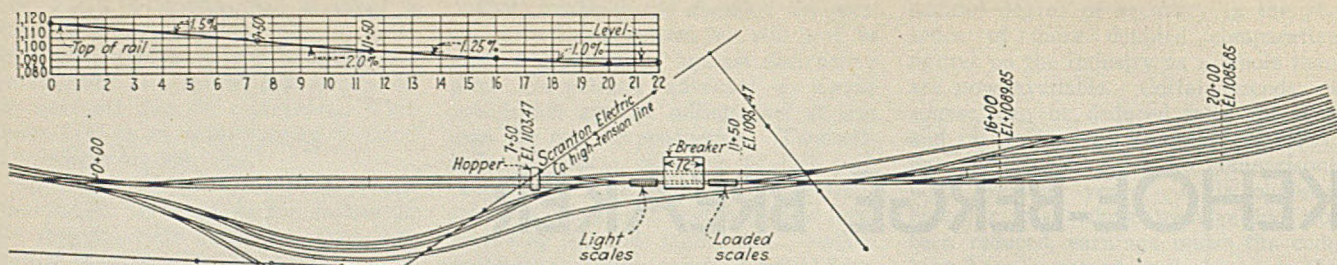 1,120
1,110
1,100
1,090
1,080
Top of rail
1.5%
7+50
2.0%
11+50
1.25%
1.0%
Level
0 1 2 3 4 5 6 7 8 9 10 11 12 13 14 15 16 17 18 19 20 21 22
0+00
Hopper
7+50
El. 1103.47
Scranton Electric
Co. high-tension line
Breaker
72'
11+50
El. 1095.47
16+00
El.+1089.85
20+00
El. 1085.85
Light
scales
Loaded
scales